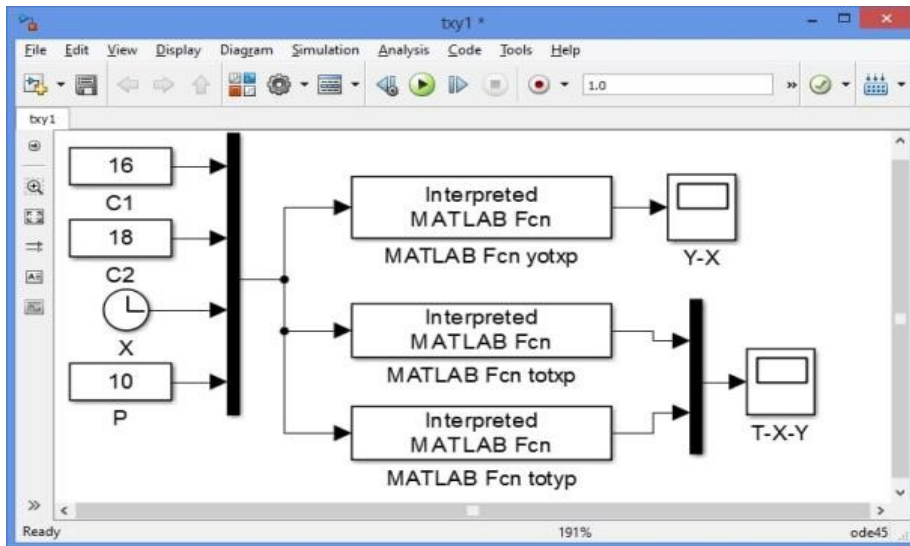 txy1 *
File Edit View Display Diagram Simulation Analysis Code Tools Help
1.0 »
txy1
16
C1
18
C2
X
10
P
Interpreted
MATLAB Fcn
MATLAB Fcn yotxp
Y-X
Interpreted
MATLAB Fcn
MATLAB Fcn totxp
Interpreted
MATLAB Fcn
MATLAB Fcn totyp
T-X-Y
»
Ready 191% ode45